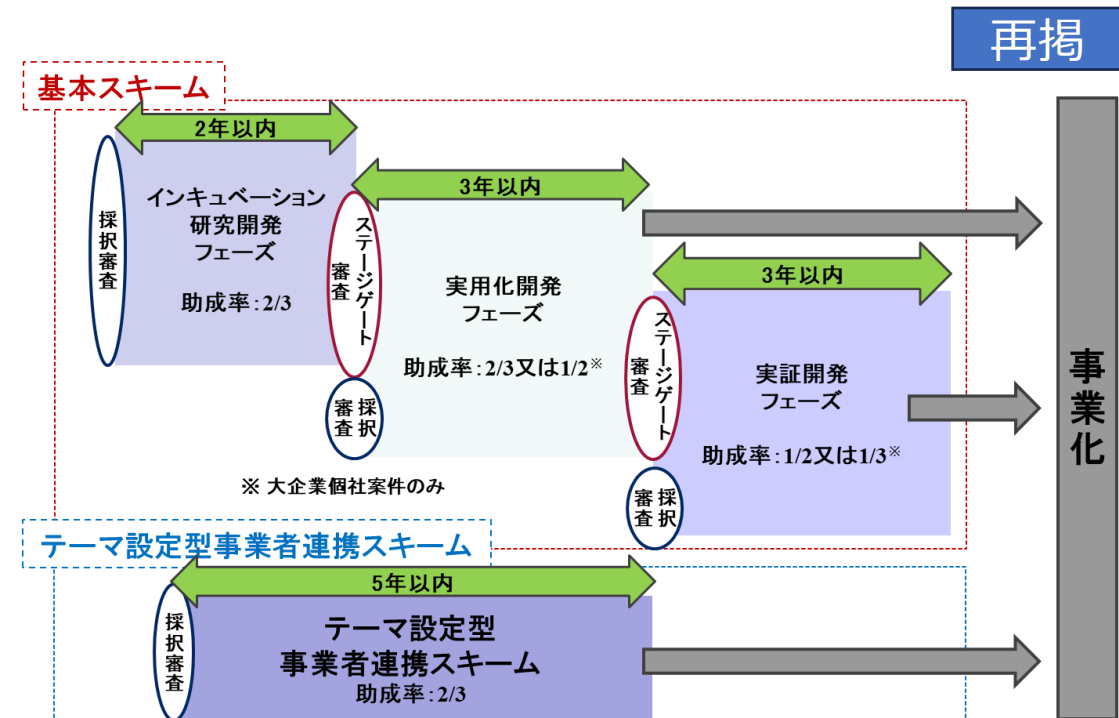 再掲
基本スキーム
2年以内
採択審査
インキュベーション
研究開発
フェーズ
助成率:2/3
3年以内
ステージゲート
審査
採択
審査
実用化開発
フェーズ
助成率:2/3又は1/2※
3年以内
ステージゲート
審査
採択
審査
実証開発
フェーズ
助成率:1/2又は1/3※
※ 大企業個社案件のみ
事業化
テーマ設定型事業者連携スキーム
5年以内
採択審査
テーマ設定型
事業者連携スキーム
助成率:2/3